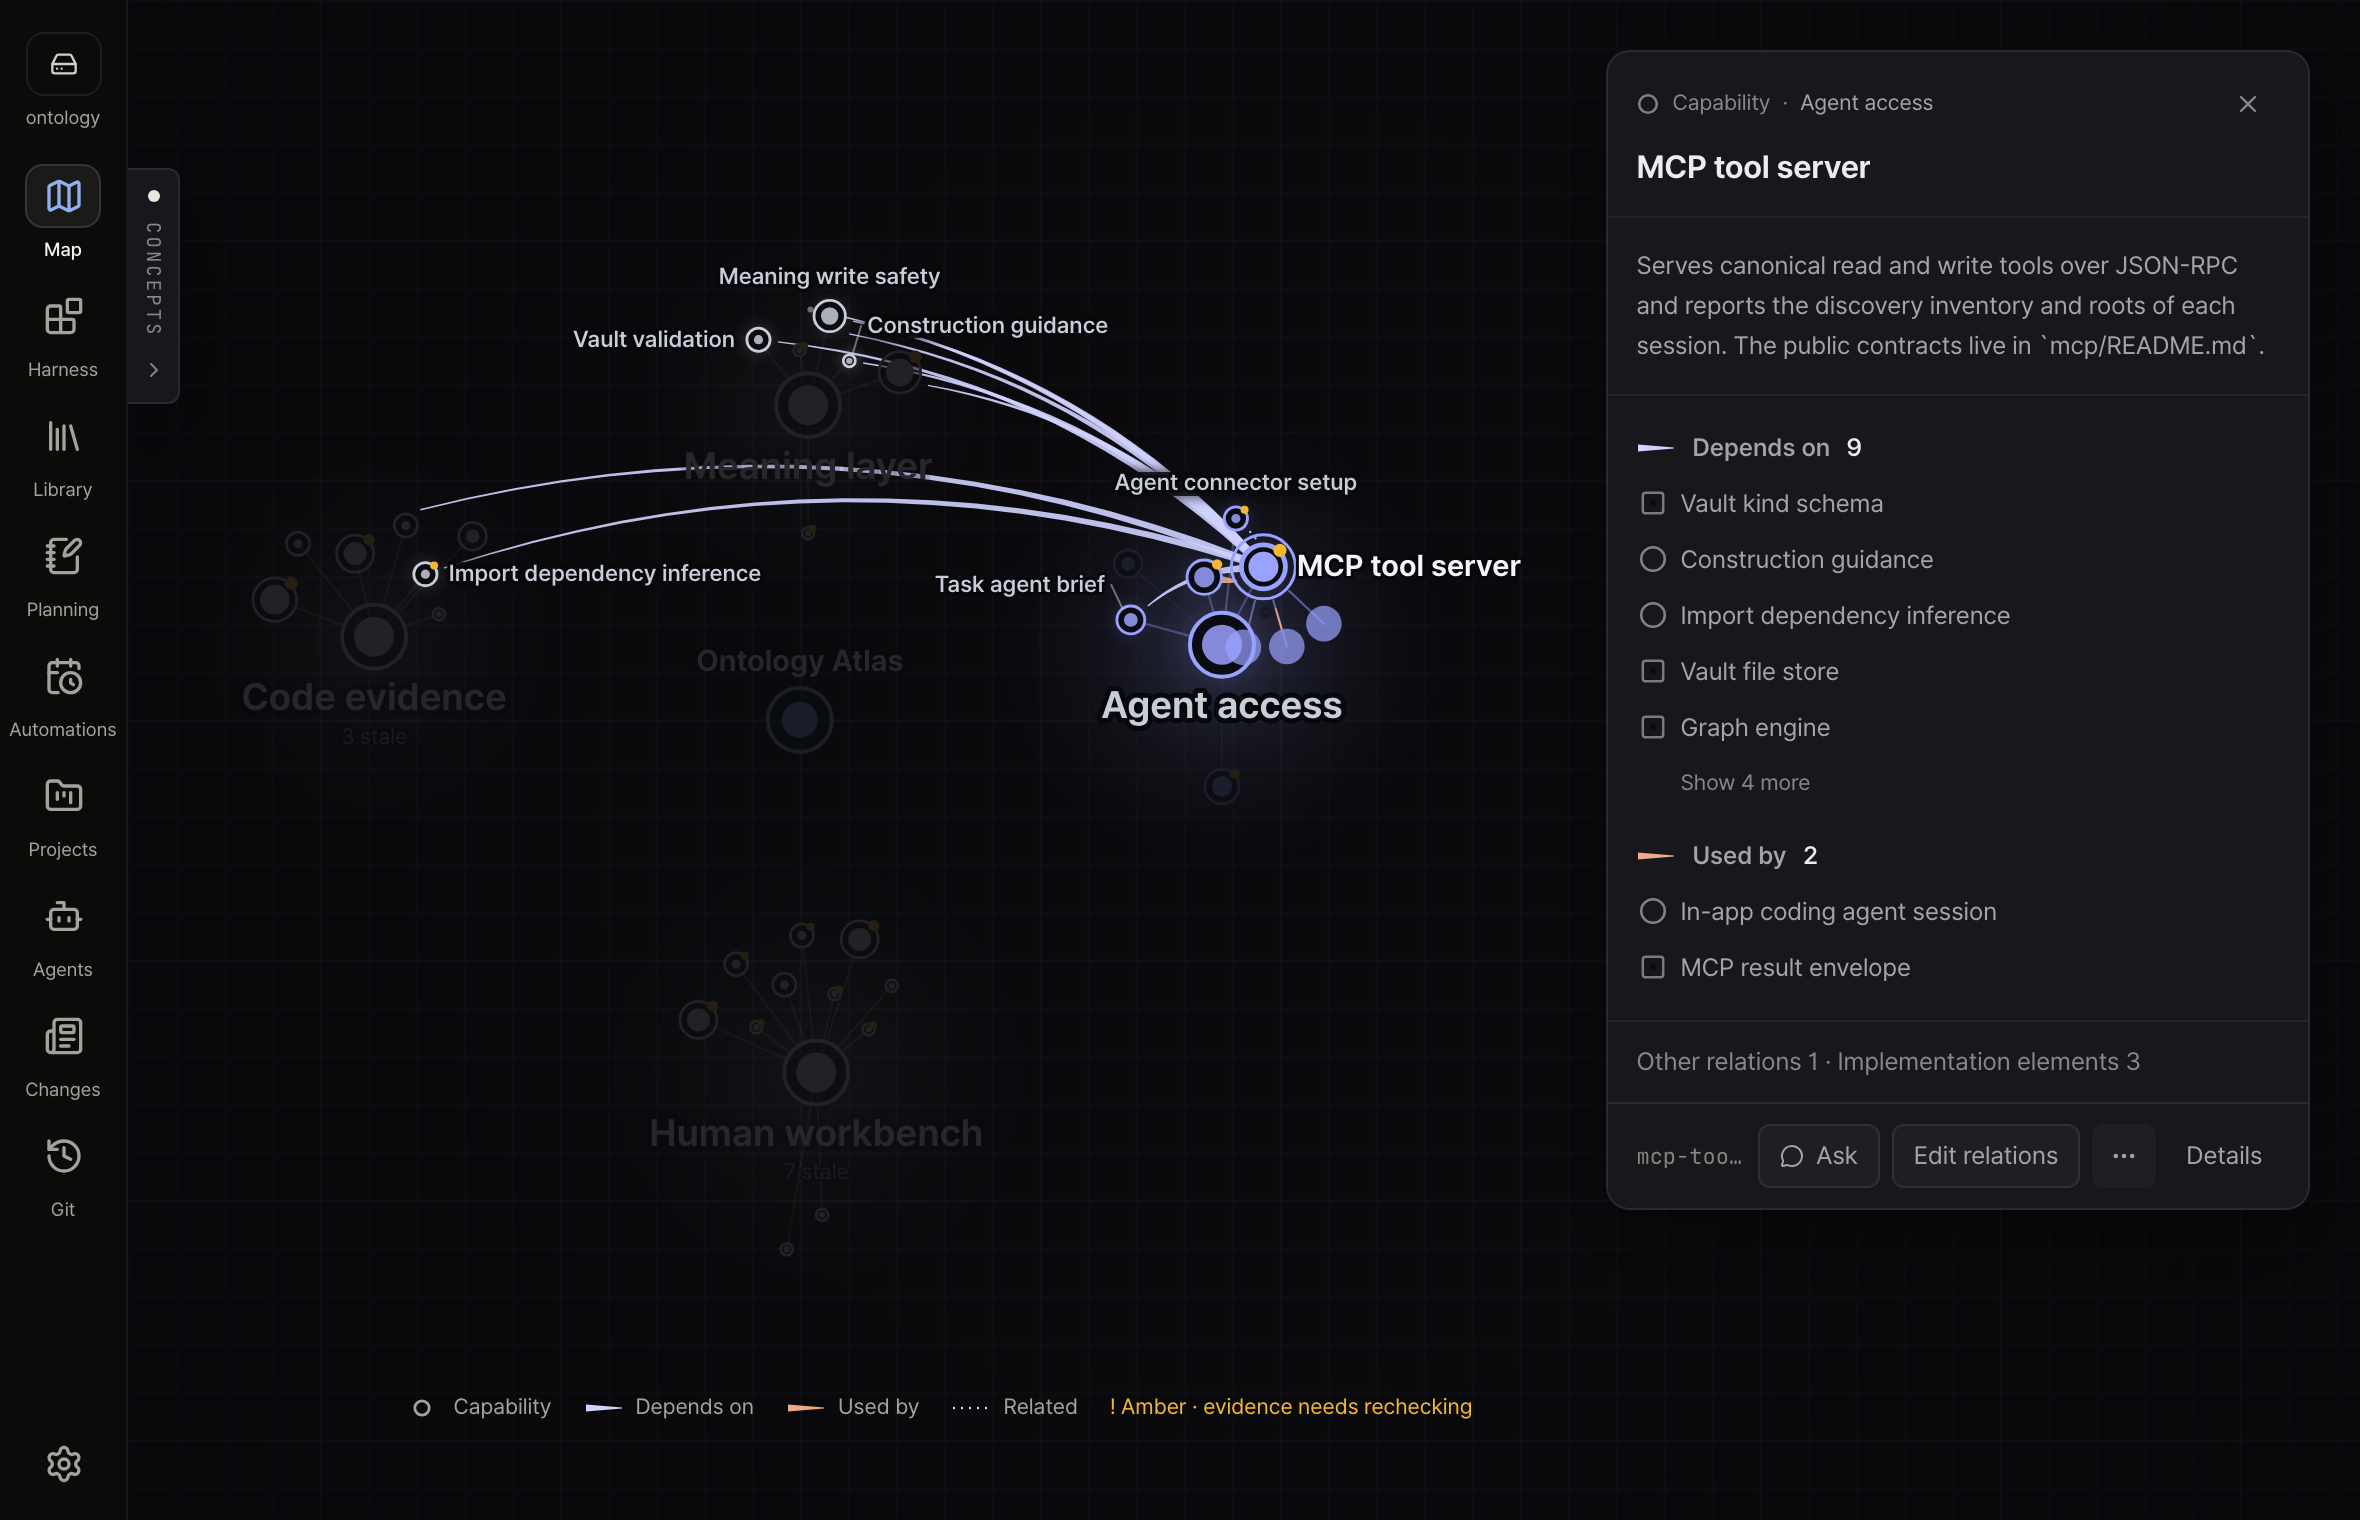 ontology
Map
Harness
Library
Planning
Automations
Projects
Agents
Changes
Git
CONCEPTS
Meaning write safety
Construction guidance
Vault validation
Meaning layer
Agent connector setup
MCP tool server
Import dependency inference
Task agent brief
Ontology Atlas
Code evidence
3 stale
Agent access
Human workbench
7 stale
Capability
Depends on
Used by
Related
! Amber · evidence needs rechecking
Capability · Agent access
MCP tool server
Serves canonical read and write tools over JSON-RPC
and reports the discovery inventory and roots of each
session. The public contracts live in `mcp/README.md`.
Depends on 9
Vault kind schema
Construction guidance
Import dependency inference
Vault file store
Graph engine
Show 4 more
Used by 2
In-app coding agent session
MCP result envelope
Other relations 1 · Implementation elements 3
mcp-too…
Ask
Edit relations
Details